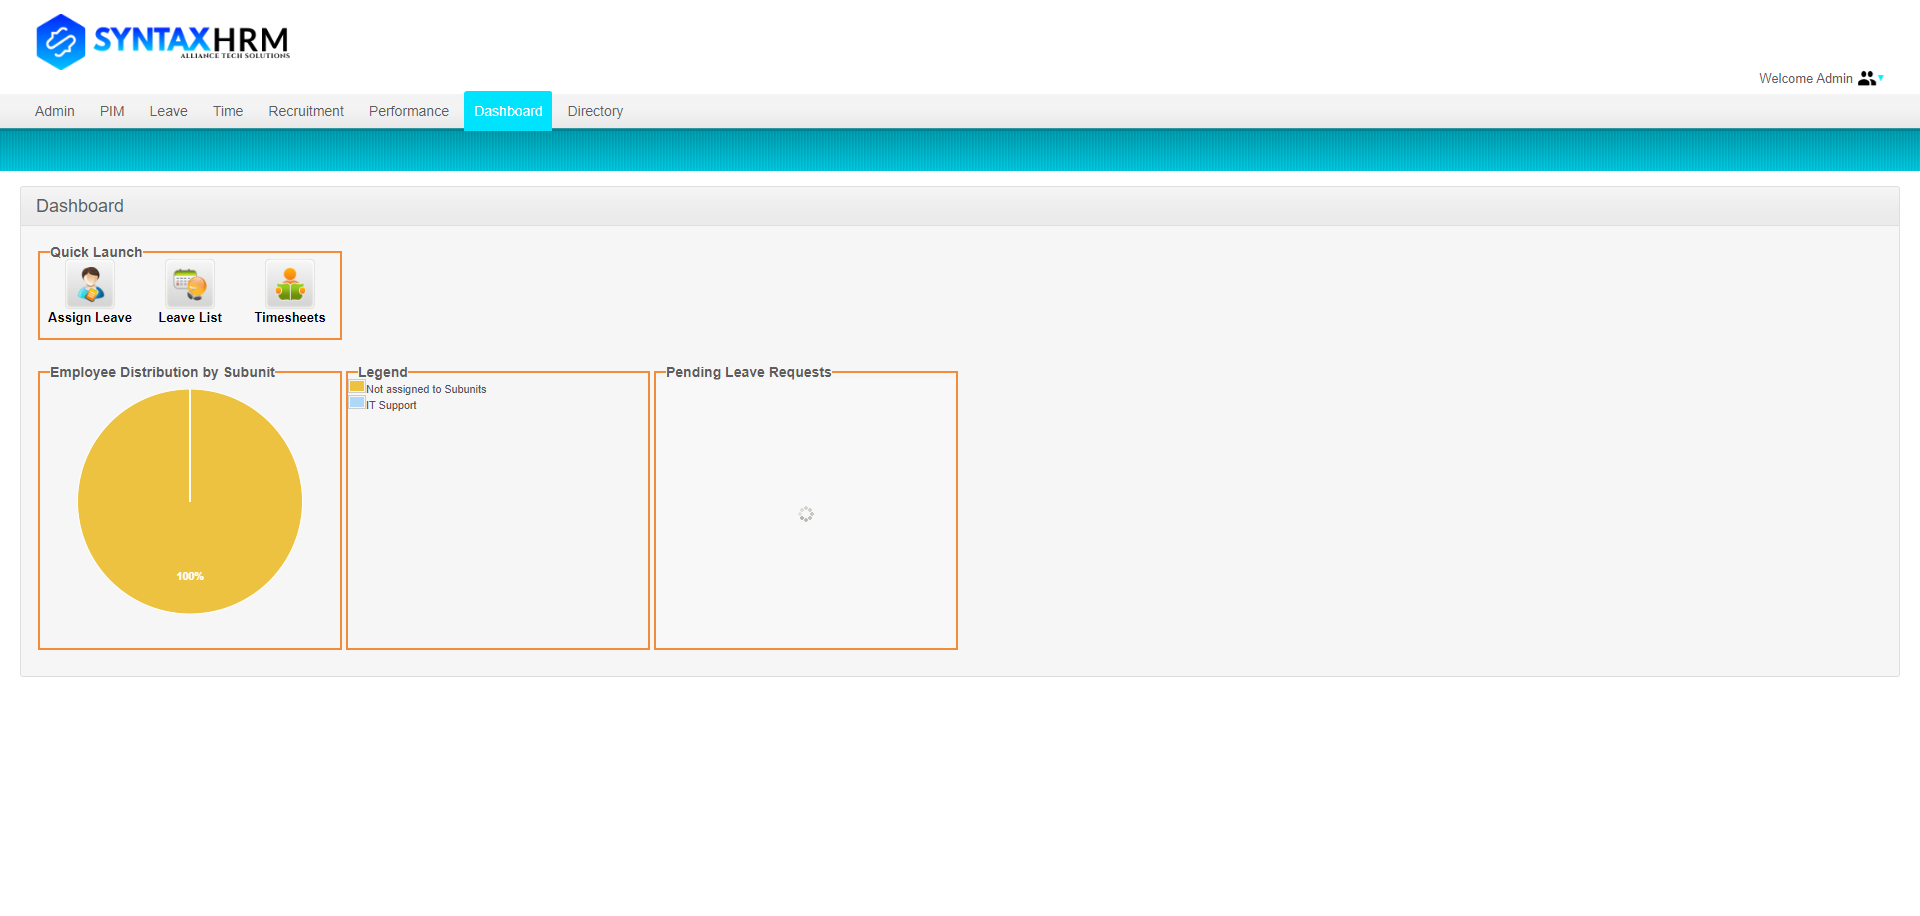 SYNTAXHRM
ALLIANCE TECH SOLUTIONS
Welcome Admin
Admin PIM Leave Time Recruitment Performance Dashboard Directory
Dashboard
Quick Launch
Assign Leave Leave List Timesheets
Employee Distribution by Subunit
100%
Legend
Not assigned to Subunits
IT Support
Pending Leave Requests